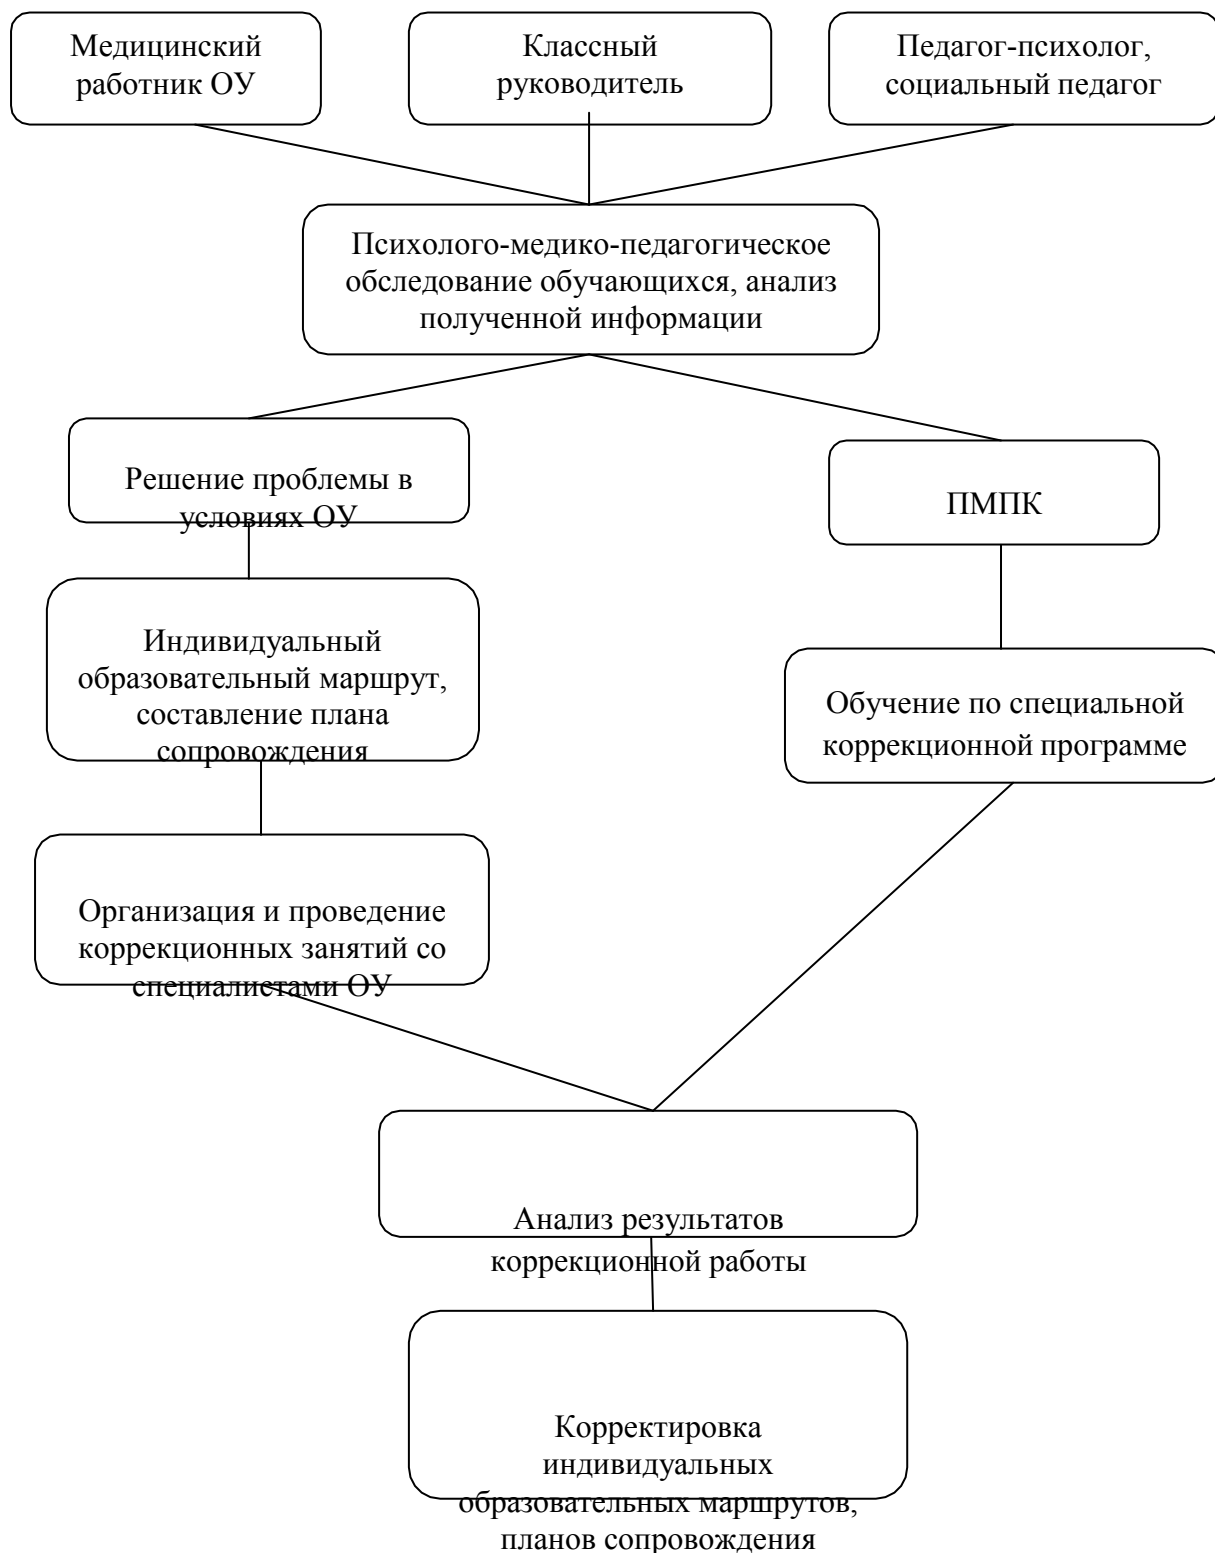 Медицинский
работник ОУ
Классный
руководитель
Педагог-психолог,
социальный педагог
Психолого-медико-педагогическое
обследование обучающихся, анализ
полученной информации
Решение проблемы в
условиях ОУ
ПМПК
Индивидуальный
образовательный маршрут,
составление плана
сопровождения
Обучение по специальной
коррекционной программе
Организация и проведение
коррекционных занятий со
специалистами ОУ
Анализ результатов
коррекционной работы
Корректировка
индивидуальных
образовательных маршрутов,
планов сопровождения